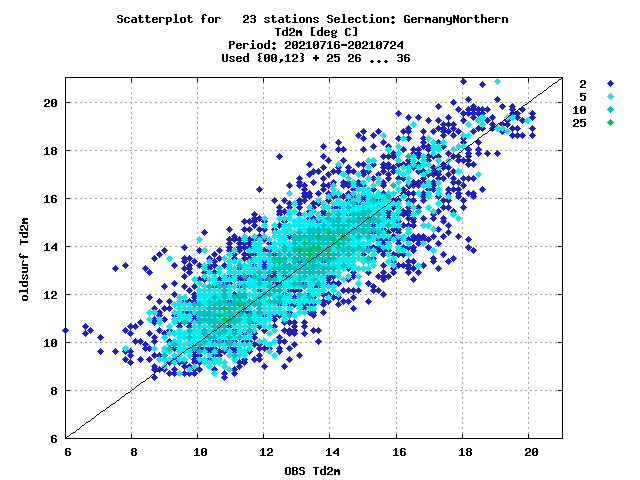 Scatterplot for   23 stations Selection: GermanyNorthern
Td2m [deg C]
Period: 20210716-20210724
Used {00,12} + 25 26 ... 36
2
5
10
25
20
18
16
14
12
10
8
6
oldsurf Td2m
6 8 10 12 14 16 18 20
OBS Td2m